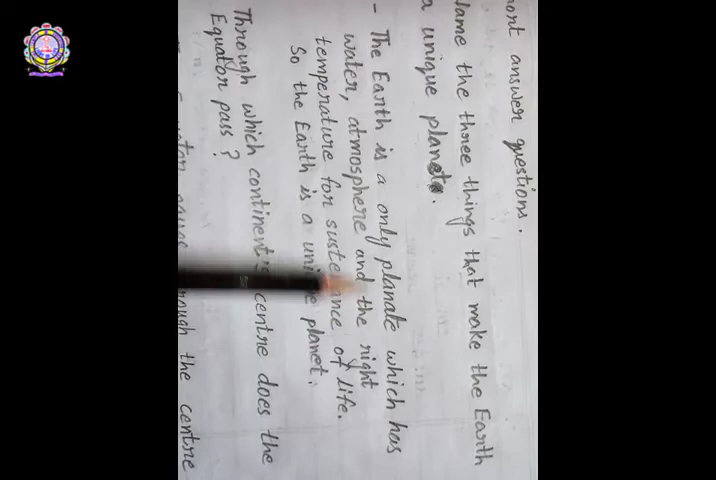 ort answer questions.
Name the three things that make the Earth
a unique planet.
- The Earth is a only planate which has
water, atmosphere and the right
temperature for sustenance of life.
So the Earth is a unique planet.
Through which continent's centre does the
Equator pass?
through the centre